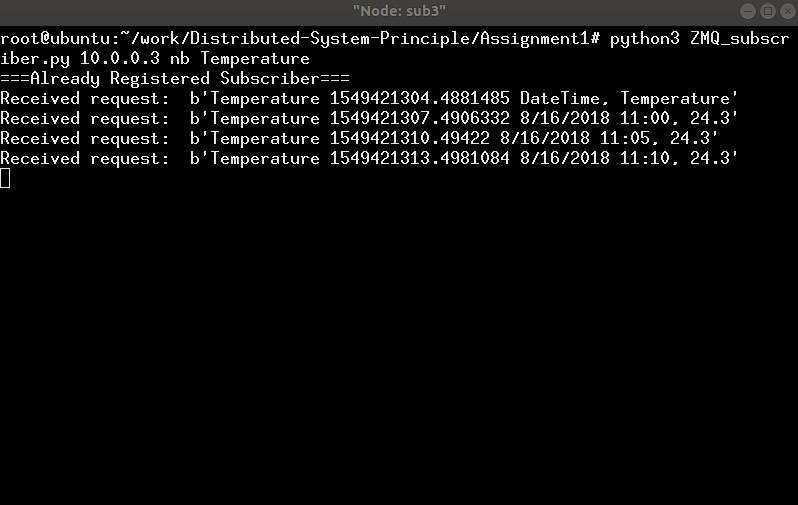 "Node: sub3"
root@ubuntu:~/work/Distributed-System-Principle/Assignment1# python3 ZMQ_subscr
iber.py 10.0.0.3 nb Temperature
===Already Registered Subscriber===
Received request:  b'Temperature 1549421304.4881485 DateTime, Temperature'
Received request:  b'Temperature 1549421307.4906332 8/16/2018 11:00, 24.3'
Received request:  b'Temperature 1549421310.49422 8/16/2018 11:05, 24.3'
Received request:  b'Temperature 1549421313.4981084 8/16/2018 11:10, 24.3'